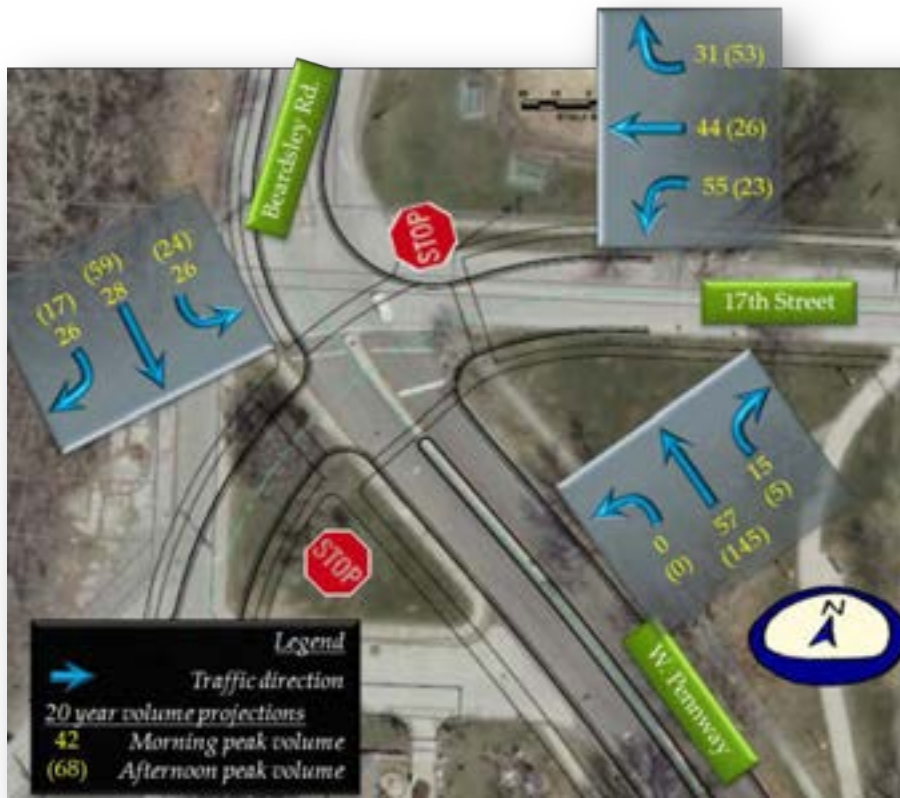 Beardsley Rd.
31 (53)
44 (26)
55 (23)
STOP
17th Street
(17)
26
(59)
28
(24)
26
0
(0)
57
(145)
15
(5)
STOP
N
W. Pennway
Legend
Traffic direction
20 year volume projections
42 Morning peak volume
(68) Afternoon peak volume